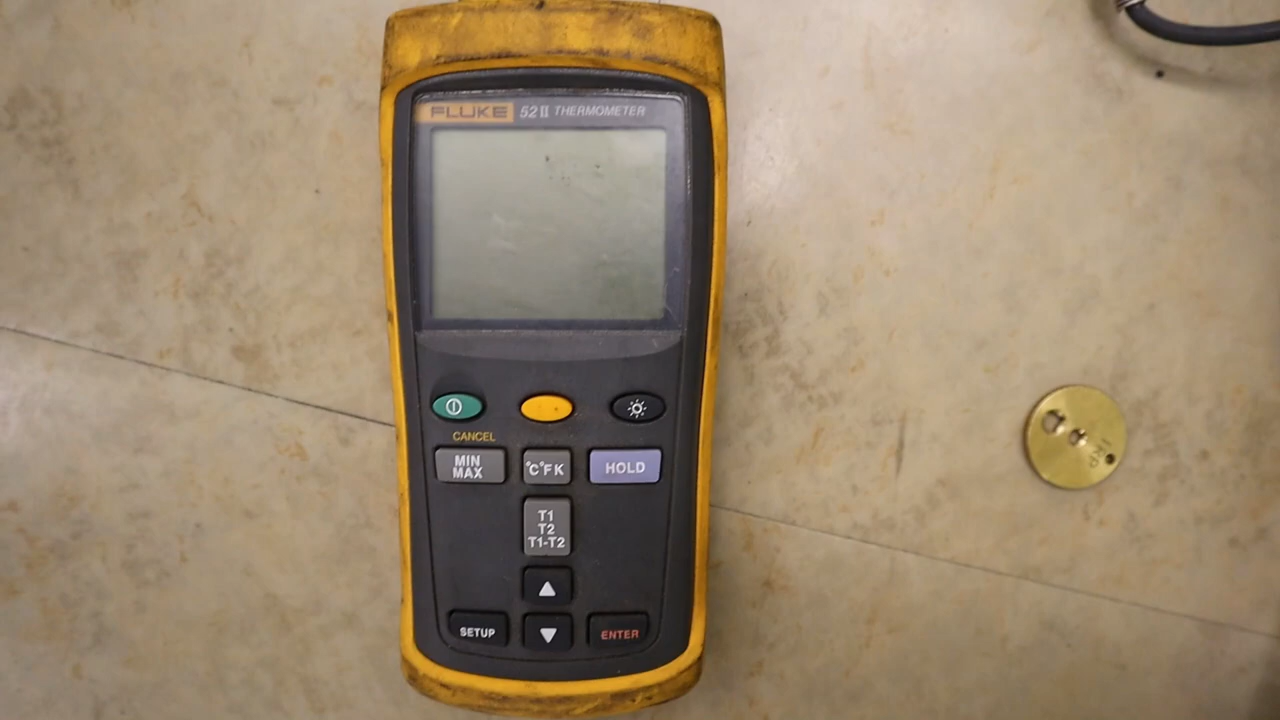 FLUKE 52 II THERMOMETER
CANCEL
MIN
MAX
°C°F K
HOLD
T1
T2
T1-T2
SETUP
ENTER